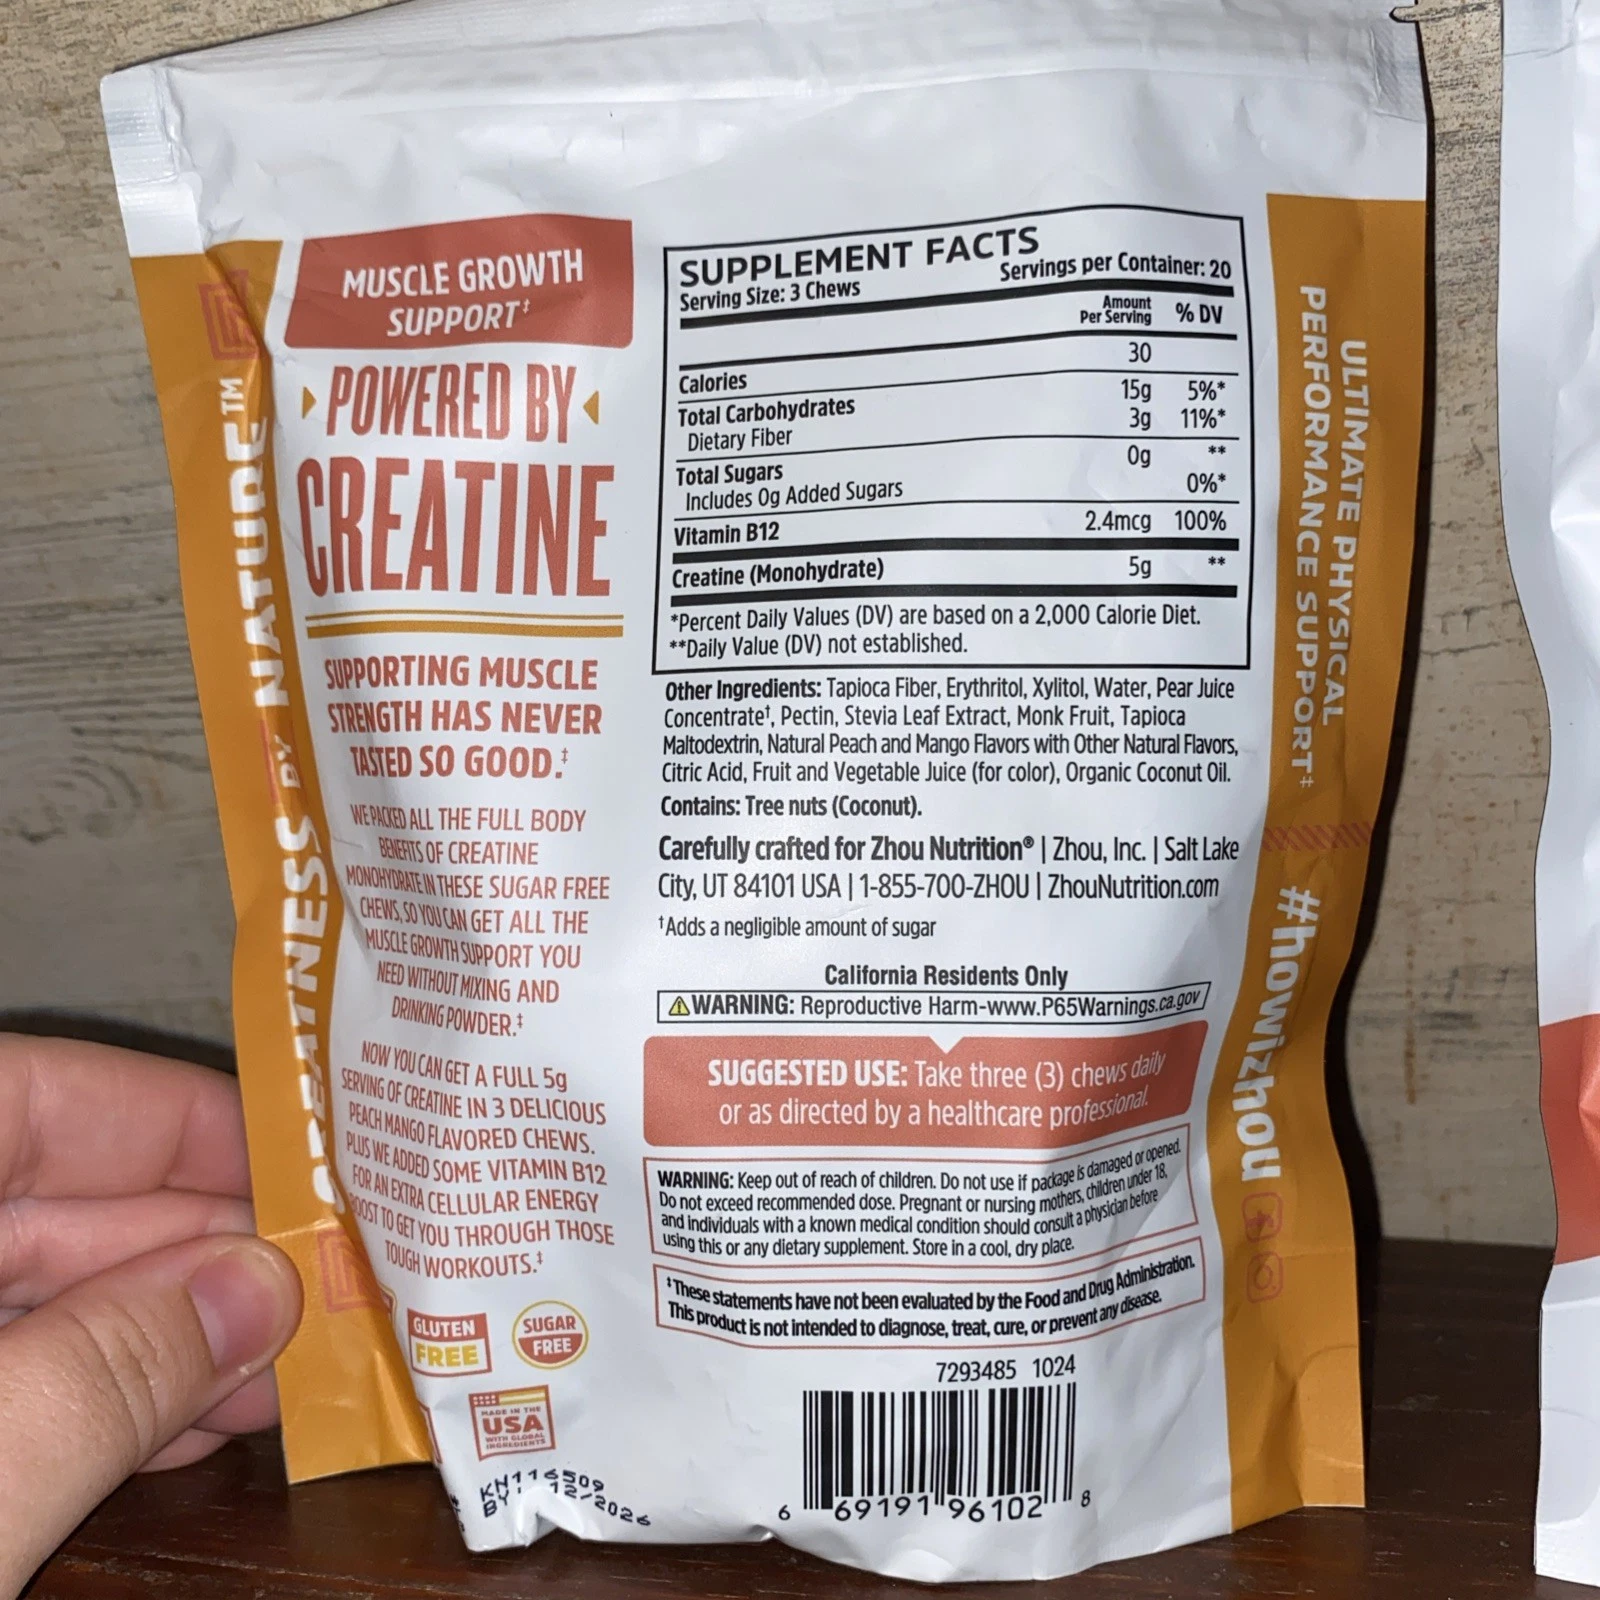 GREATNESS BY NATURE™
MUSCLE GROWTH
SUPPORT‡
POWERED BY
CREATINE
SUPPORTING MUSCLE
STRENGTH HAS NEVER
TASTED SO GOOD.‡
WE PACKED ALL THE FULL BODY
BENEFITS OF CREATINE
MONOHYDRATE IN THESE SUGAR FREE
CHEWS, SO YOU CAN GET ALL THE
MUSCLE GROWTH SUPPORT YOU
NEED WITHOUT MIXING AND
DRINKING POWDER.‡
NOW YOU CAN GET A FULL 5g
SERVING OF CREATINE IN 3 DELICIOUS
PEACH MANGO FLAVORED CHEWS.
PLUS WE ADDED SOME VITAMIN B12
FOR AN EXTRA CELLULAR ENERGY
BOOST TO GET YOU THROUGH THOSE
TOUGH WORKOUTS.‡
GLUTEN
FREE
SUGAR
FREE
MADE IN THE
USA
WITH GLOBAL
INGREDIENTS
KN116509
BY: 12/2026
SUPPLEMENT FACTS
Serving Size: 3 Chews Servings per Container: 20
Amount
Per Serving % DV
Calories 30
Total Carbohydrates 15g 5%*
Dietary Fiber 3g 11%*
Total Sugars 0g **
Includes 0g Added Sugars 0%*
Vitamin B12 2.4mcg 100%
Creatine (Monohydrate) 5g **
*Percent Daily Values (DV) are based on a 2,000 Calorie Diet.
**Daily Value (DV) not established.
Other Ingredients: Tapioca Fiber, Erythritol, Xylitol, Water, Pear Juice
Concentrate†, Pectin, Stevia Leaf Extract, Monk Fruit, Tapioca
Maltodextrin, Natural Peach and Mango Flavors with Other Natural Flavors,
Citric Acid, Fruit and Vegetable Juice (for color), Organic Coconut Oil.
Contains: Tree nuts (Coconut).
Carefully crafted for Zhou Nutrition® | Zhou, Inc. | Salt Lake
City, UT 84101 USA | 1-855-700-ZHOU | ZhouNutrition.com
†Adds a negligible amount of sugar
California Residents Only
WARNING: Reproductive Harm-www.P65Warnings.ca.gov
SUGGESTED USE: Take three (3) chews daily
or as directed by a healthcare professional.
WARNING: Keep out of reach of children. Do not use if package is damaged or opened.
Do not exceed recommended dose. Pregnant or nursing mothers, children under 18,
and individuals with a known medical condition should consult a physician before
using this or any dietary supplement. Store in a cool, dry place.
‡These statements have not been evaluated by the Food and Drug Administration.
This product is not intended to diagnose, treat, cure, or prevent any disease.
7293485 1024
6 69191 96102 8
ULTIMATE PHYSICAL
PERFORMANCE SUPPORT‡
#howizhou